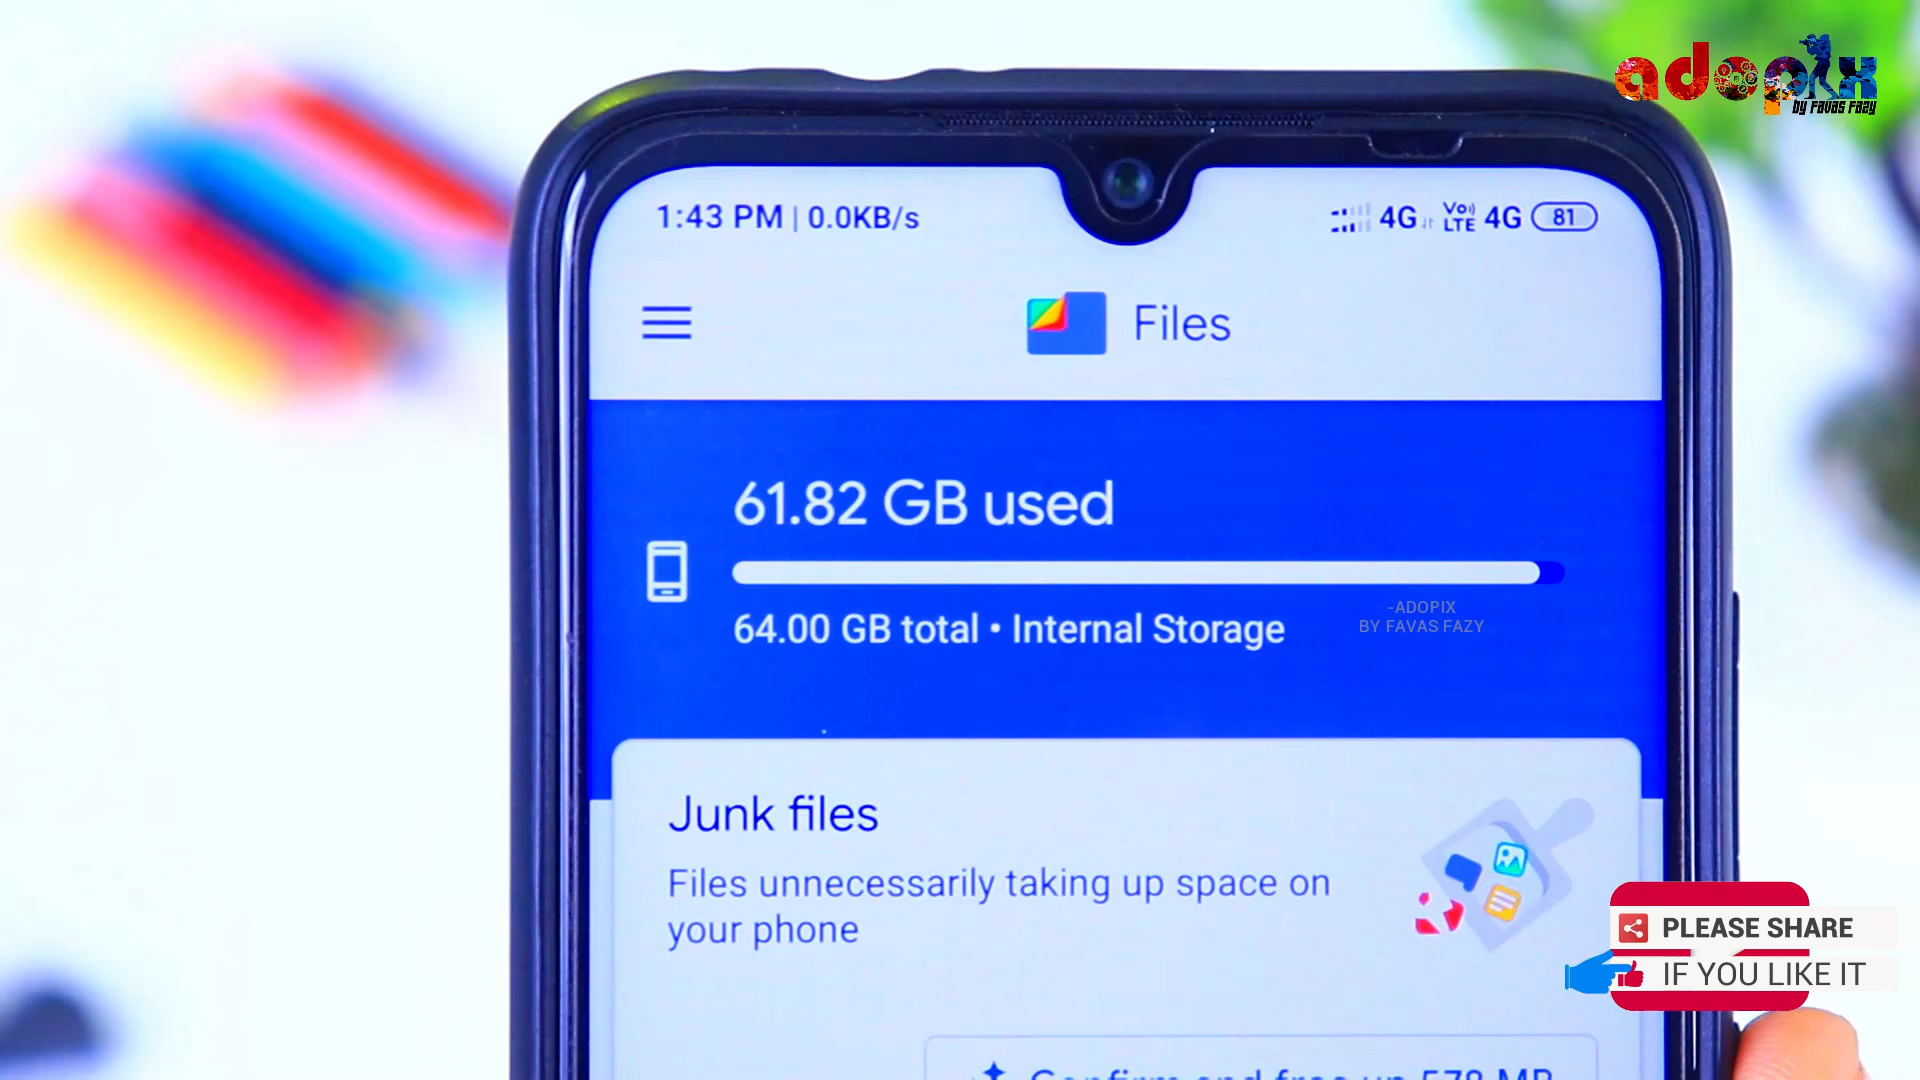 adopix
BY FAVAS FAZY
1:43 PM | 0.0KB/s
4G Vo)) LTE 4G 81
Files
61.82 GB used
64.00 GB total • Internal Storage
-ADOPIX
BY FAVAS FAZY
Junk files
Files unnecessarily taking up space on
your phone
PLEASE SHARE
IF YOU LIKE IT
Confirm and free up 578 MB